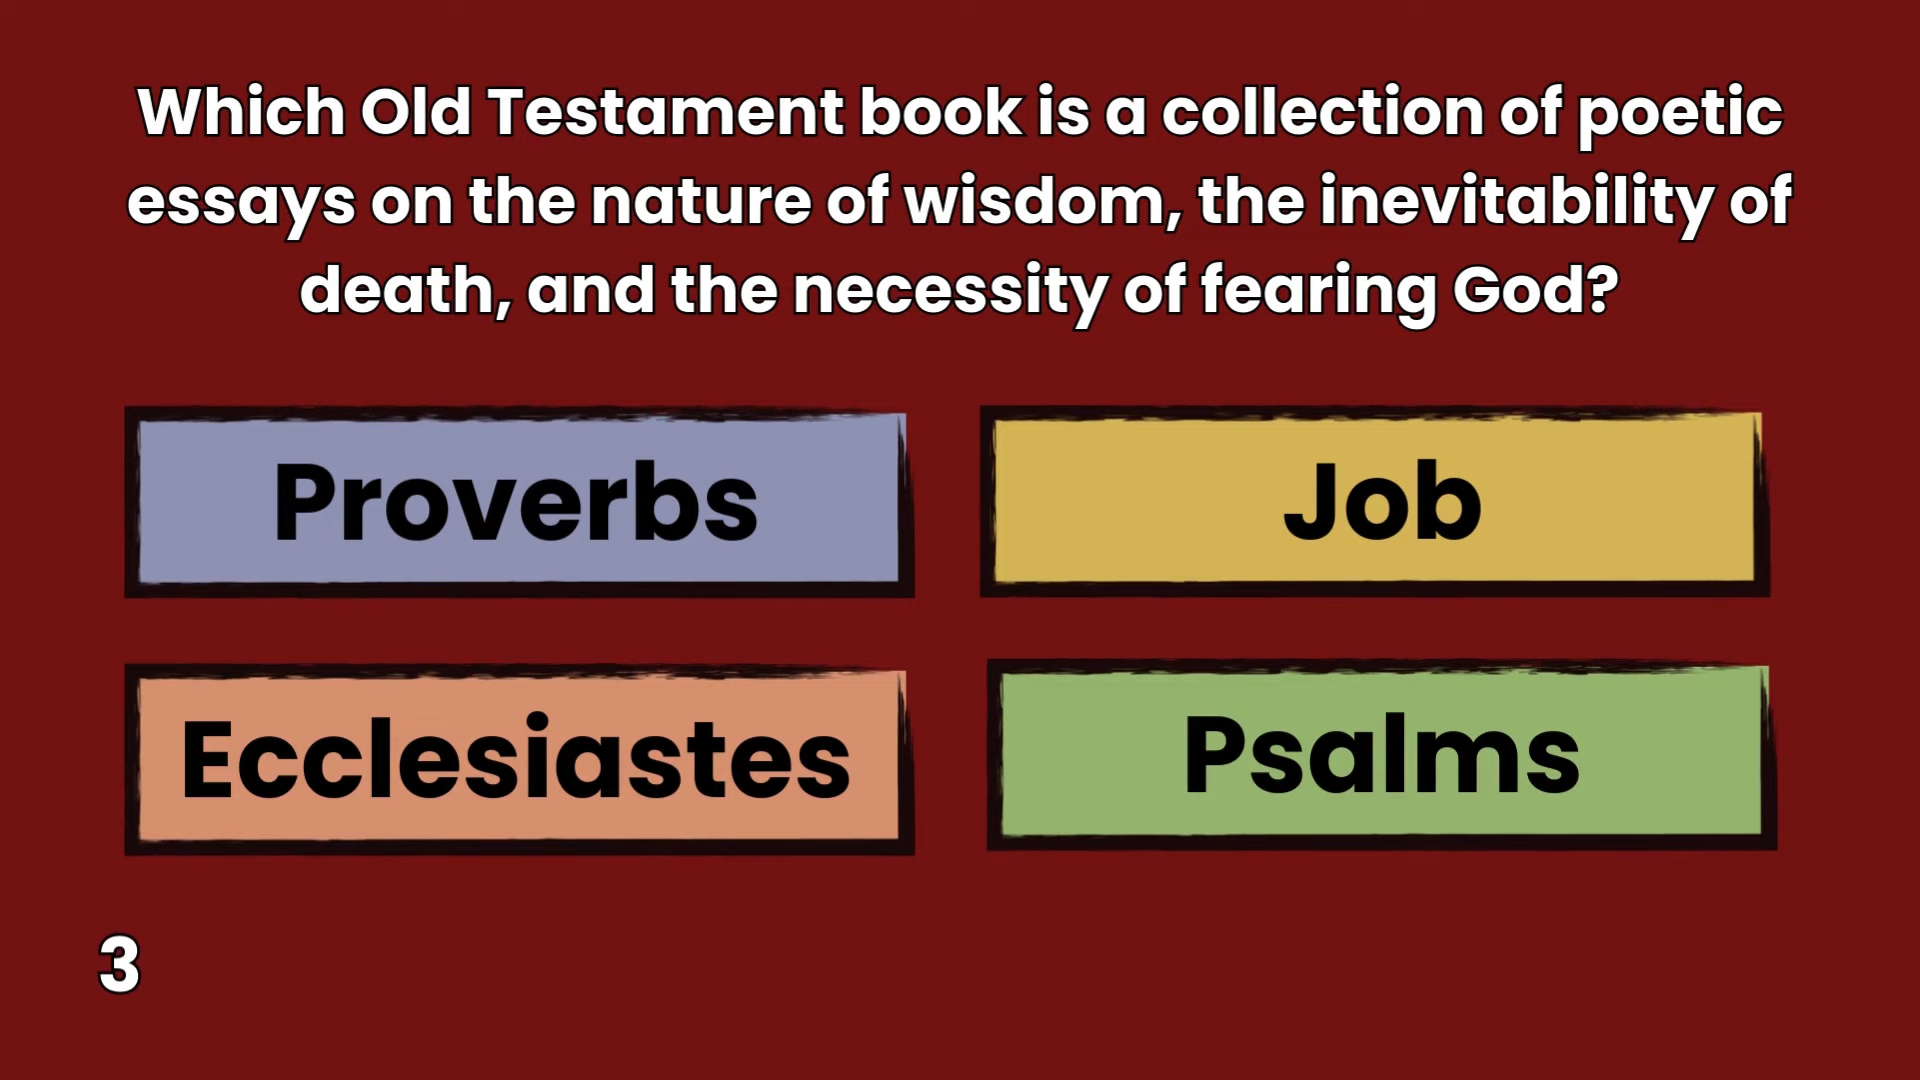 Which Old Testament book is a collection of poetic
essays on the nature of wisdom, the inevitability of
death, and the necessity of fearing God?
Proverbs
Job
Ecclesiastes
Psalms
3